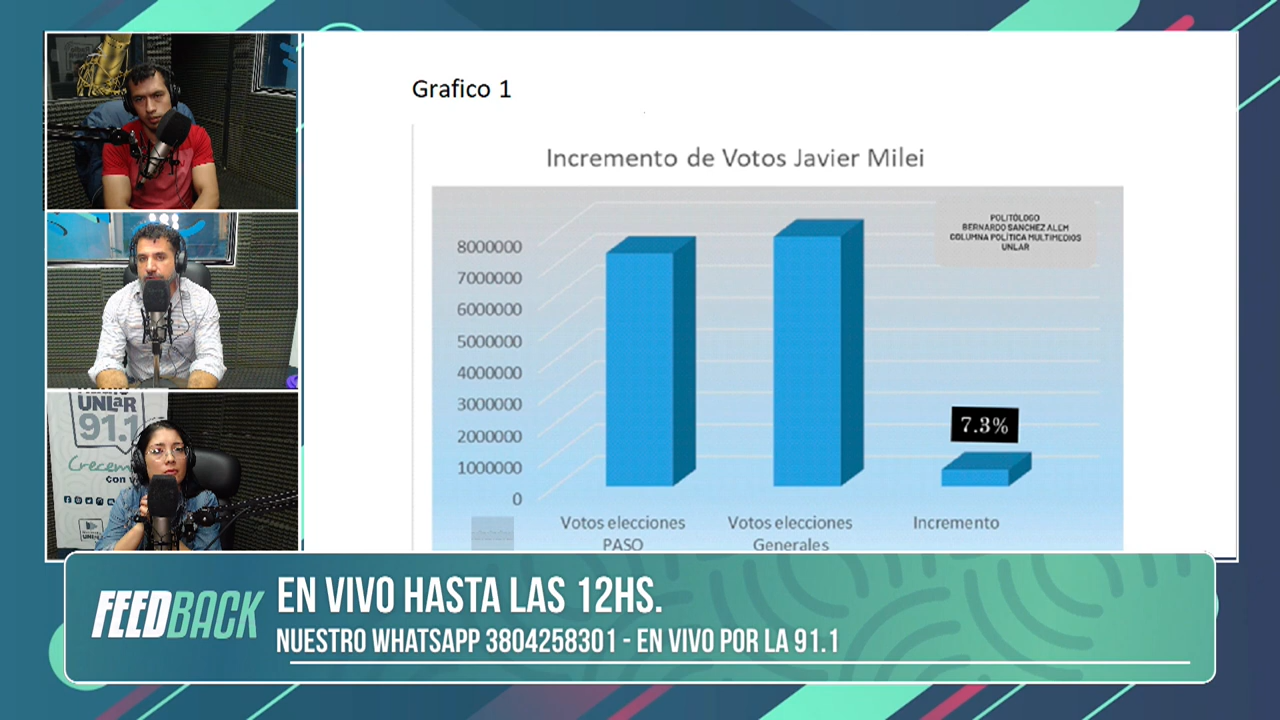 Grafico 1
Incremento de Votos Javier Milei
POLITÓLOGO
BERNARDO SANCHEZ ALEM
COLUMNA POLÍTICA MULTIMEDIOS
UNLAR
8000000
7000000
6000000
5000000
4000000
3000000
2000000
1000000
0
7.3%
Votos elecciones
PASO
Votos elecciones
Generales
Incremento
UNLaR
91.1
Crecem
con v
FEEDBACK
EN VIVO HASTA LAS 12HS.
NUESTRO WHATSAPP 3804258301 - EN VIVO POR LA 91.1